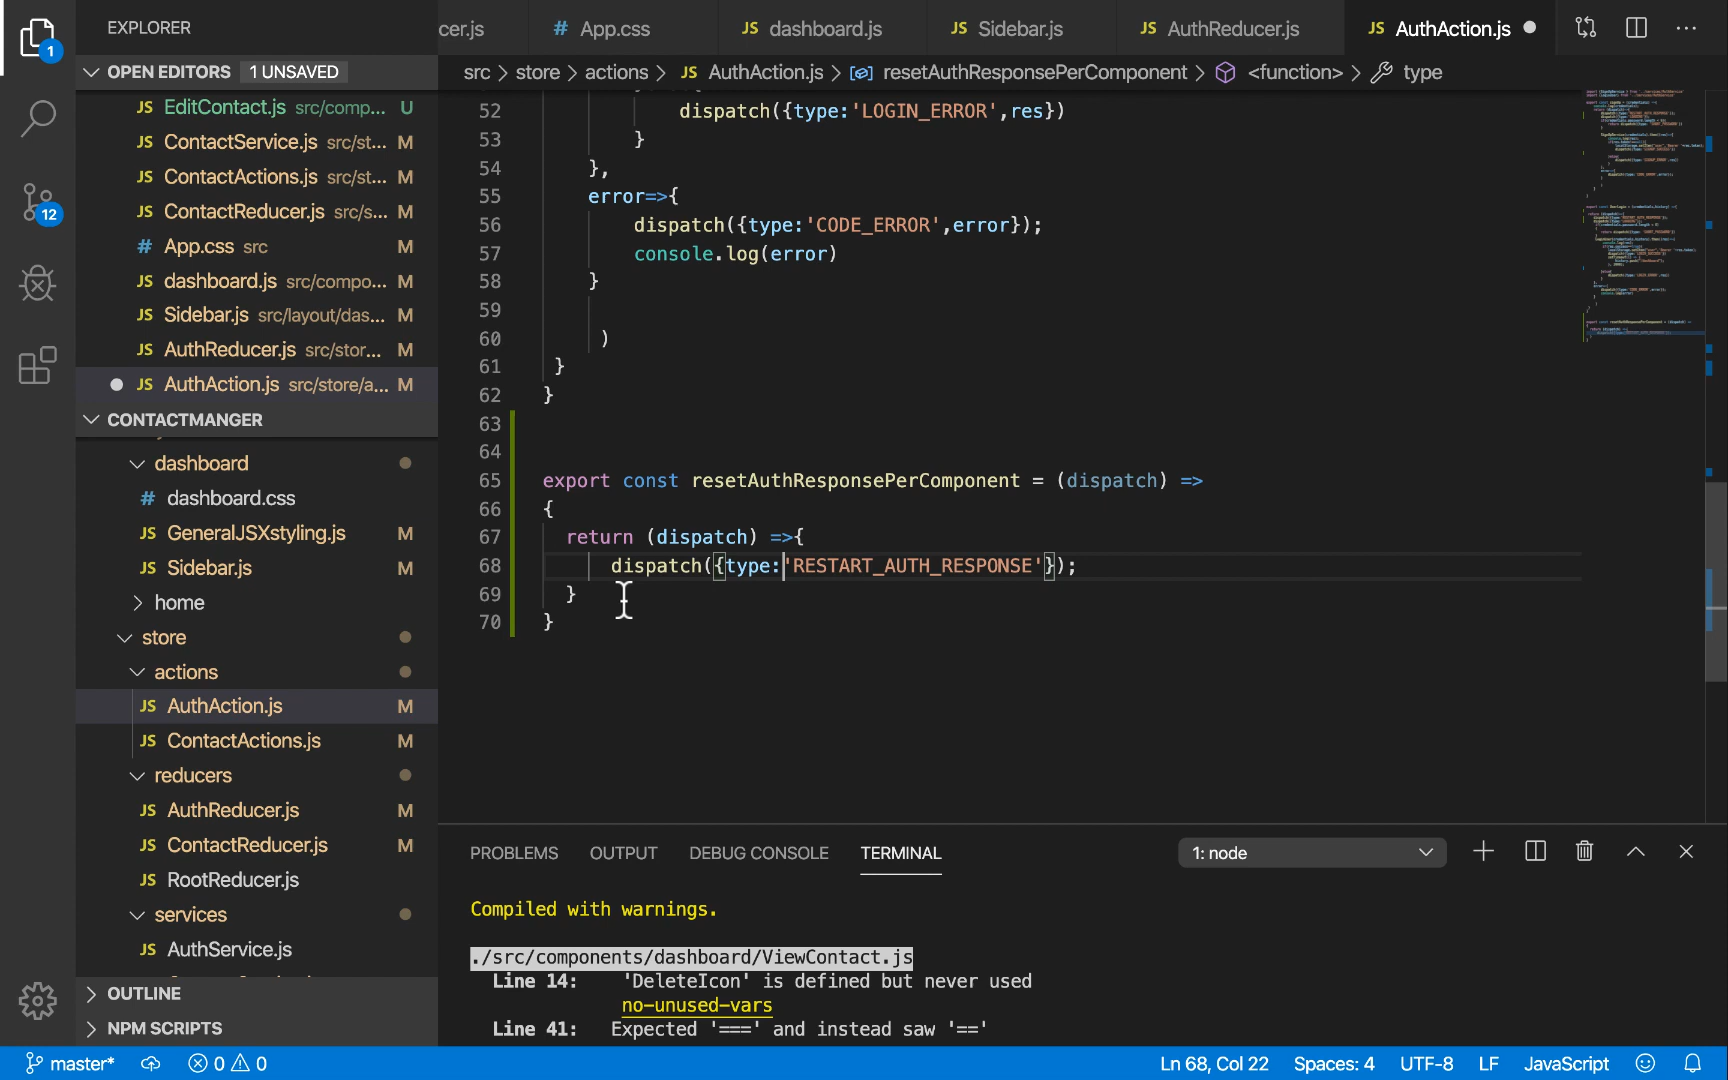 EXPLORER
cer.js
# App.css
JS dashboard.js
JS Sidebar.js
JS AuthReducer.js
JS AuthAction.js
1
OPEN EDITORS 1 UNSAVED
src > store > actions > JS AuthAction.js > resetAuthResponsePerComponent > <function> > type
JS EditContact.js src/comp... U
JS ContactService.js src/st... M
JS ContactActions.js src/st... M
JS ContactReducer.js src/s... M
# App.css src M
JS dashboard.js src/compo... M
JS Sidebar.js src/layout/das... M
JS AuthReducer.js src/stor... M
JS AuthAction.js src/store/a... M
12
CONTACTMANGER
dashboard
# dashboard.css
JS GeneralJSXstyling.js M
JS Sidebar.js M
> home
store
actions
JS AuthAction.js M
JS ContactActions.js M
reducers
JS AuthReducer.js M
JS ContactReducer.js M
JS RootReducer.js
services
JS AuthService.js
> OUTLINE
> NPM SCRIPTS
52 dispatch({type:'LOGIN_ERROR',res})
53 }
54 },
55 error=>{
56 dispatch({type:'CODE_ERROR',error});
57 console.log(error)
58 }
59
60 )
61 }
62 }
63
64
65 export const resetAuthResponsePerComponent = (dispatch) =>
66 {
67 return (dispatch) =>{
68 dispatch({type:'RESTART_AUTH_RESPONSE'});
69 }
70 }
PROBLEMS OUTPUT DEBUG CONSOLE TERMINAL 1: node
Compiled with warnings.
./src/components/dashboard/ViewContact.js
Line 14: 'DeleteIcon' is defined but never used
no-unused-vars
Line 41: Expected '===' and instead saw '=='
master* 0 0 Ln 68, Col 22 Spaces: 4 UTF-8 LF JavaScript